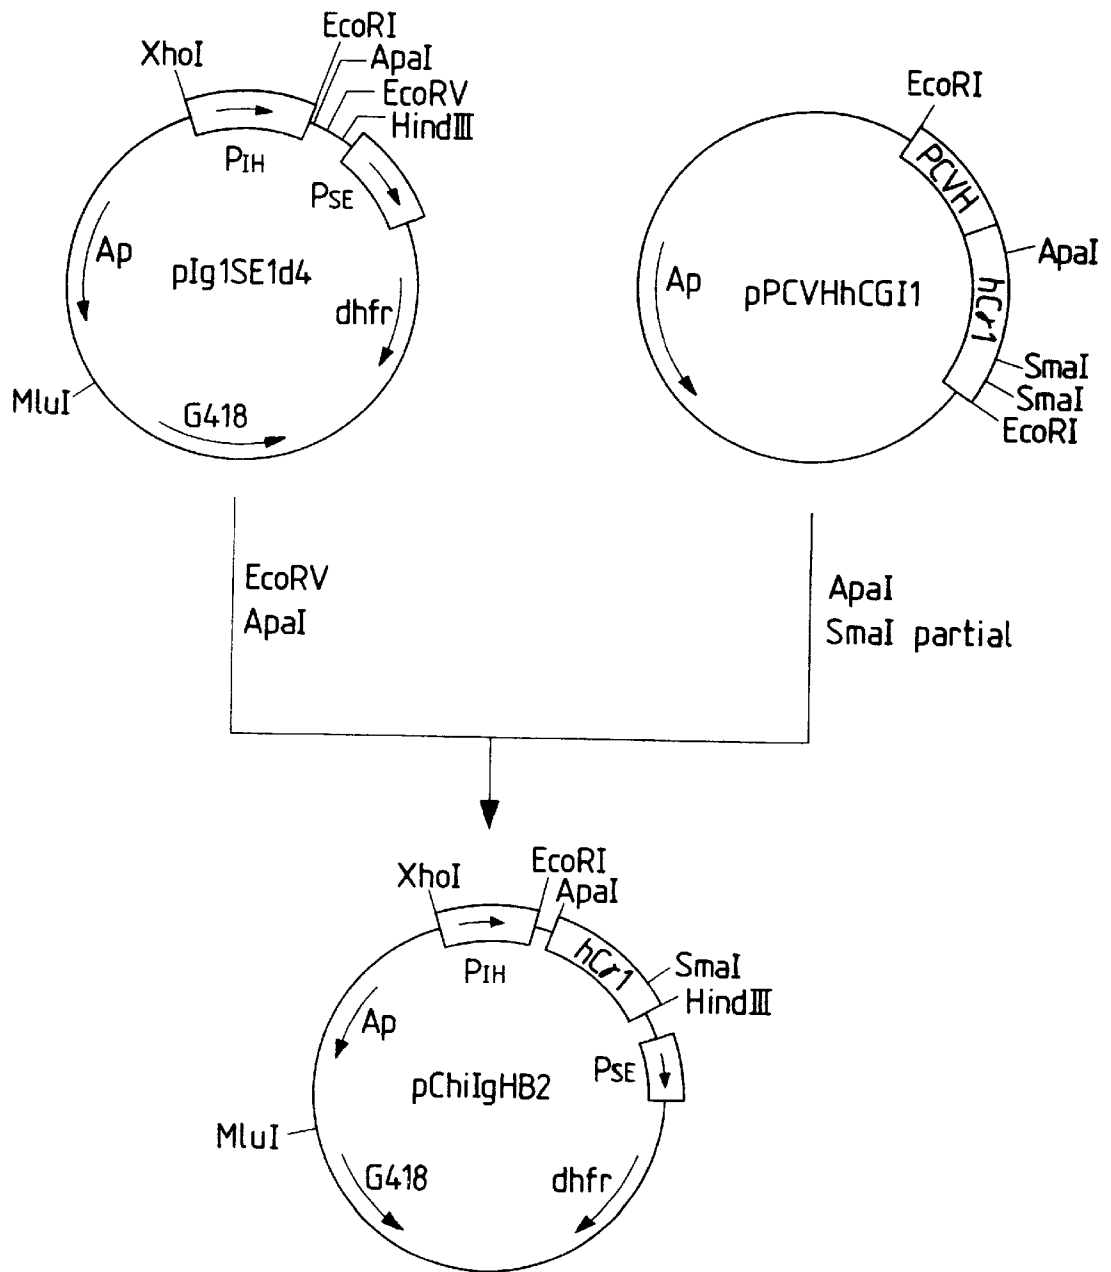 EcoRI
XhoI
ApaI
EcoRV
HindIII
PIH
PSE
Ap
pIg1SE1d4
dhfr
MluI
G418
EcoRI
PCVH
ApaI
Ap
pPCVHhCGI1
hCγ1
SmaI
SmaI
EcoRI
EcoRV
ApaI
ApaI
SmaI partial
EcoRI
XhoI
ApaI
hCγ1
SmaI
PIH
HindIII
Ap
PSE
pChiIgHB2
MluI
G418
dhfr